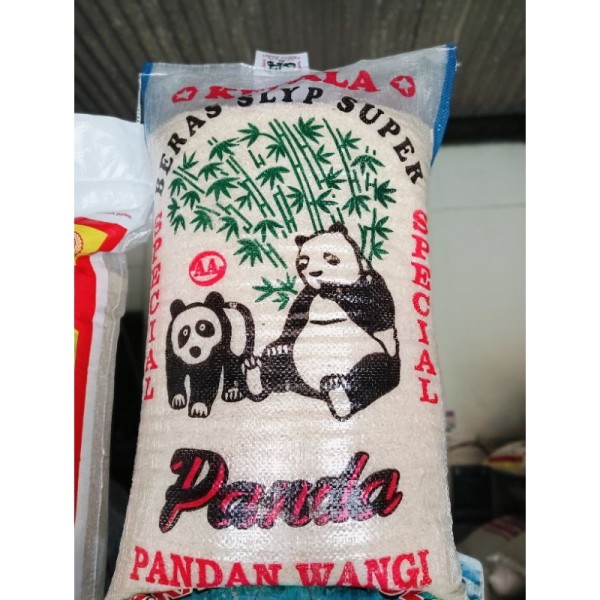 BERAS SLYP SUPER
SPECIAL
SPECIAL
AA
Panda
PANDAN WANGI